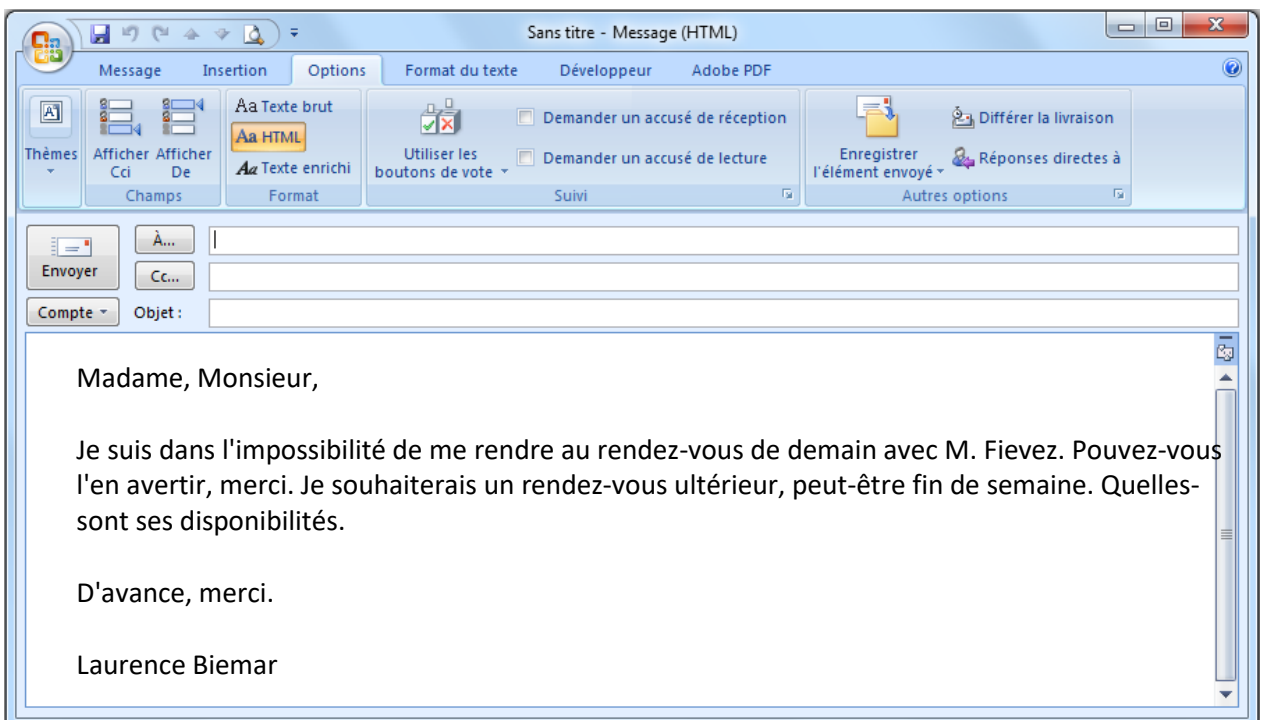 Sans titre - Message (HTML)
Message Insertion Options Format du texte Développeur Adobe PDF
Aa Texte brut
Demander un accusé de réception
Différer la livraison
Aa HTML
Thèmes Afficher Cci Afficher De
Aa Texte enrichi
Utiliser les boutons de vote
Demander un accusé de lecture
Enregistrer l'élément envoyé
Réponses directes à
Champs Format Suivi Autres options
À...
Envoyer
Cc...
Compte Objet :
Madame, Monsieur,
Je suis dans l'impossibilité de me rendre au rendez-vous de demain avec M. Fievez. Pouvez-vous
l'en avertir, merci. Je souhaiterais un rendez-vous ultérieur, peut-être fin de semaine. Quelles-
sont ses disponibilités.
D'avance, merci.
Laurence Biemar